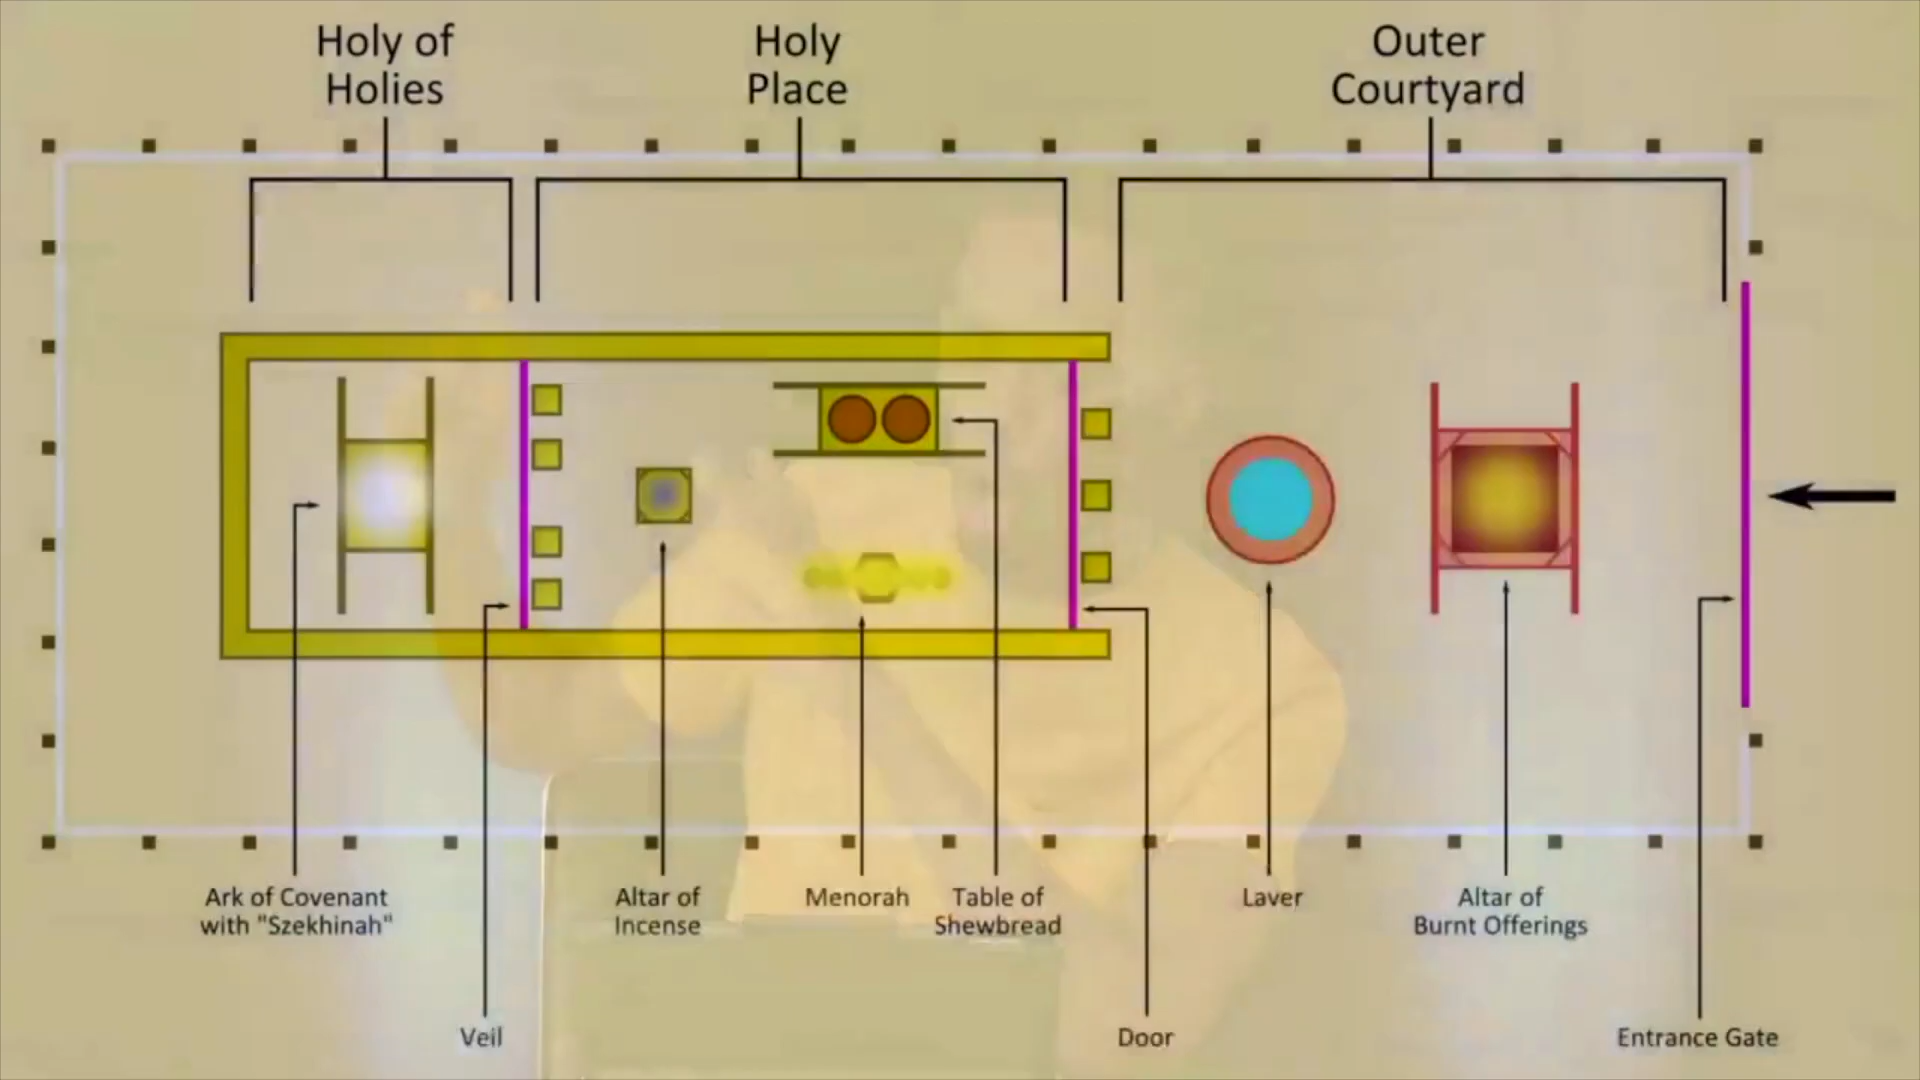 Holy of
Holies
Holy
Place
Outer
Courtyard
Ark of Covenant
with "Szekhinah"
Altar of
Incense
Menorah
Table of
Shewbread
Laver
Altar of
Burnt Offerings
Veil
Door
Entrance Gate